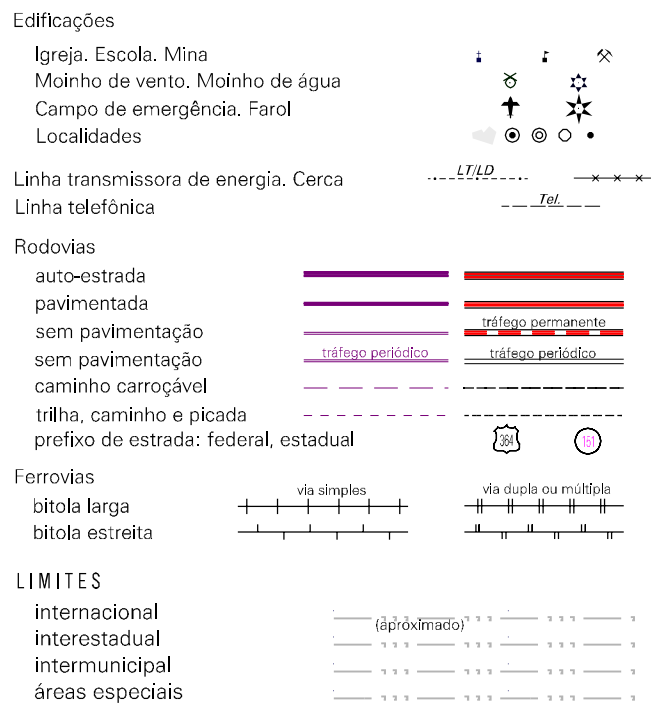 Edificações
Igreja. Escola. Mina
Moinho de vento. Moinho de água
Campo de emergência. Farol
Localidades
Linha transmissora de energia. Cerca LT/LD
Linha telefônica Tel.
Rodovias
auto-estrada
pavimentada
sem pavimentação tráfego permanente
sem pavimentação tráfego periódico tráfego periódico
caminho carroçável
trilha, caminho e picada
prefixo de estrada: federal, estadual 364 161
Ferrovias
via simples via dupla ou múltipla
bitola larga
bitola estreita
LIMITES
internacional
(aproximado)
interestadual
intermunicipal
áreas especiais